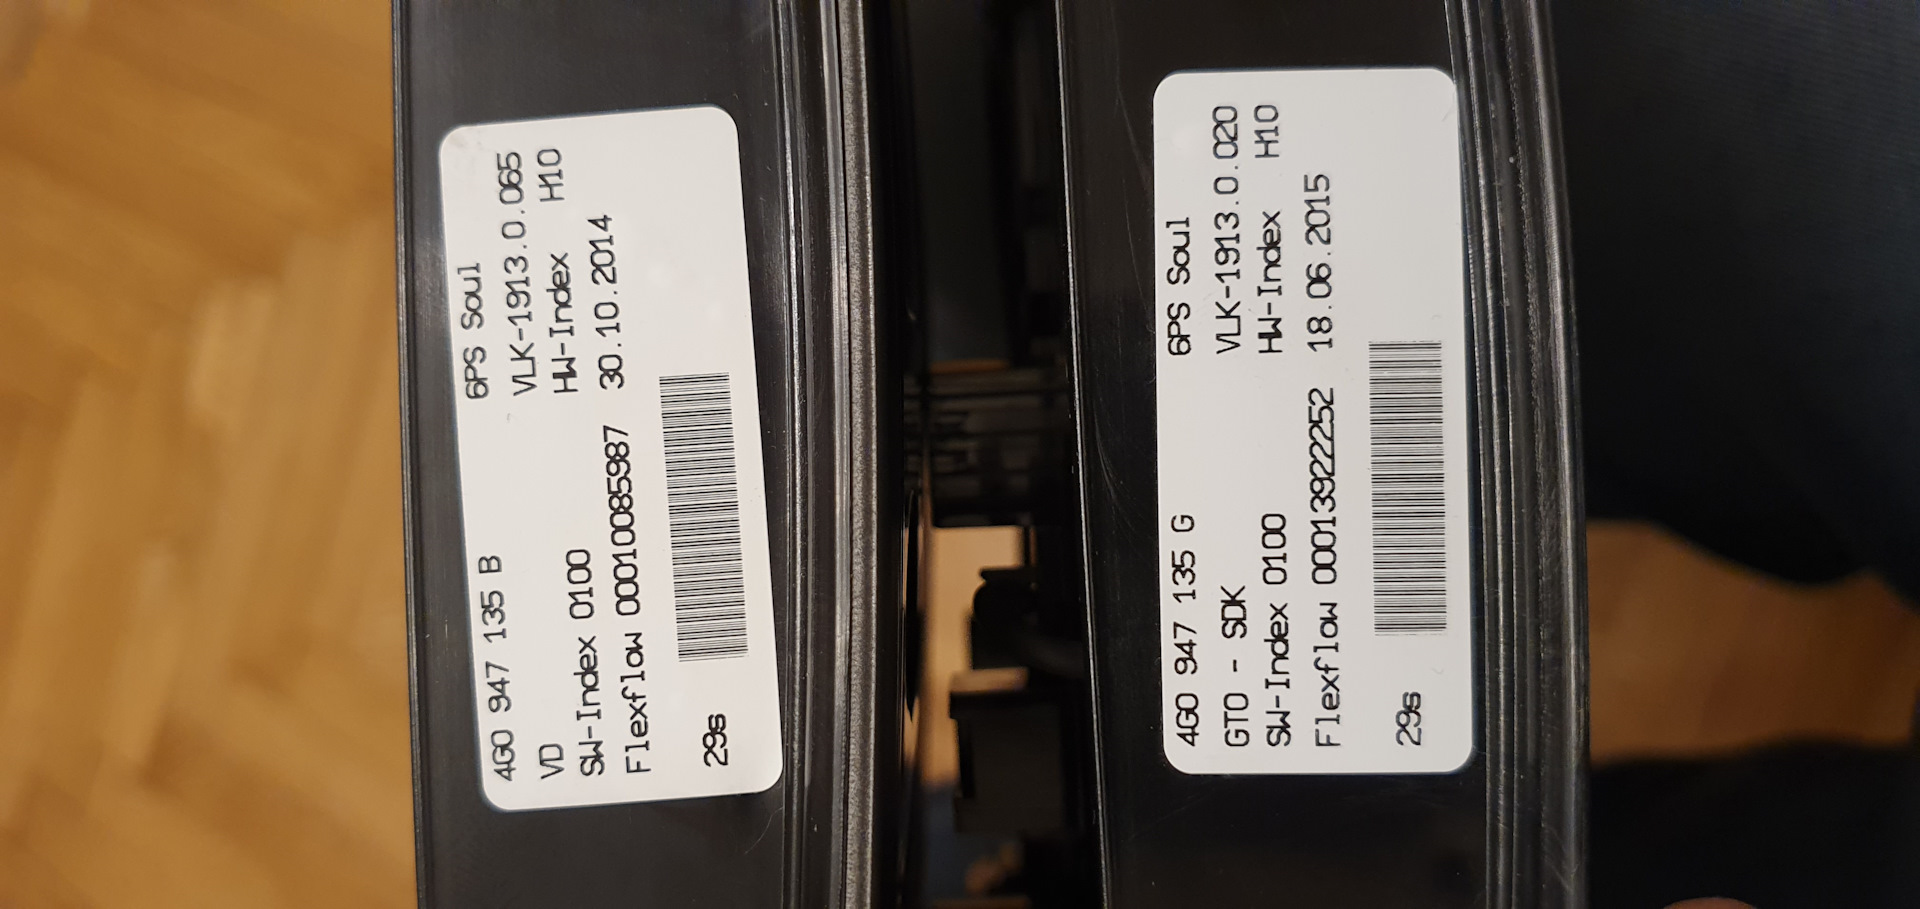 4G0 947 135 B 6PS Soul
VD VLK-1913.0.065
SW-Index 0100 HW-Index H10
Flexflow 00010085987 30.10.2014
29s
4G0 947 135 G 6PS Soul
GTO - SDK VLK-1913.0.020
SW-Index 0100 HW-Index H10
Flexflow 00013922252 18.06.2015
29s